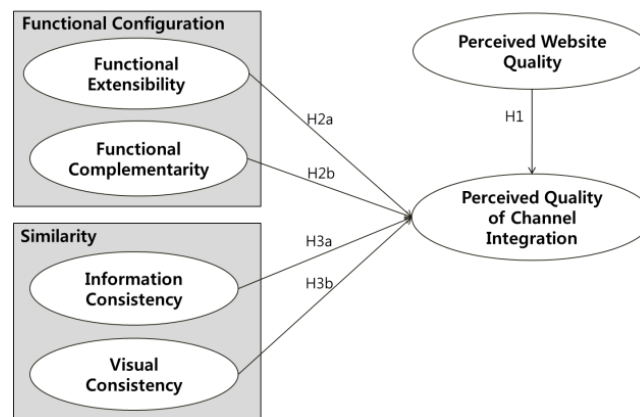 Functional Configuration
Functional
Extensibility
Functional
Complementarity
Similarity
Information
Consistency
Visual
Consistency
H2a
H2b
H3a
H3b
Perceived Website
Quality
H1
Perceived Quality
of Channel
Integration